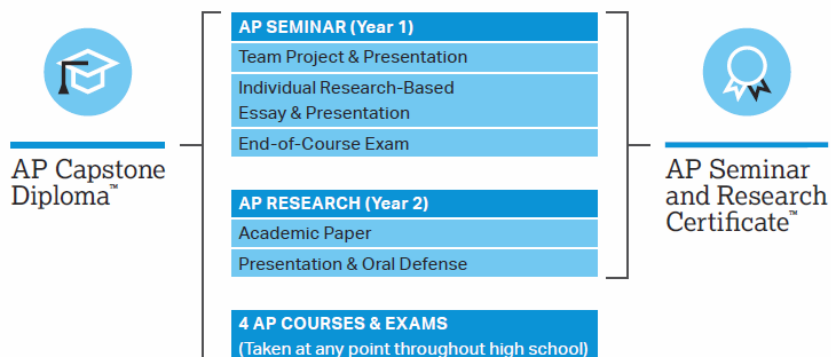 AP Capstone
Diploma™
AP SEMINAR (Year 1)
Team Project & Presentation
Individual Research-Based
Essay & Presentation
End-of-Course Exam
AP RESEARCH (Year 2)
Academic Paper
Presentation & Oral Defense
4 AP COURSES & EXAMS
(Taken at any point throughout high school)
AP Seminar
and Research
Certificate™